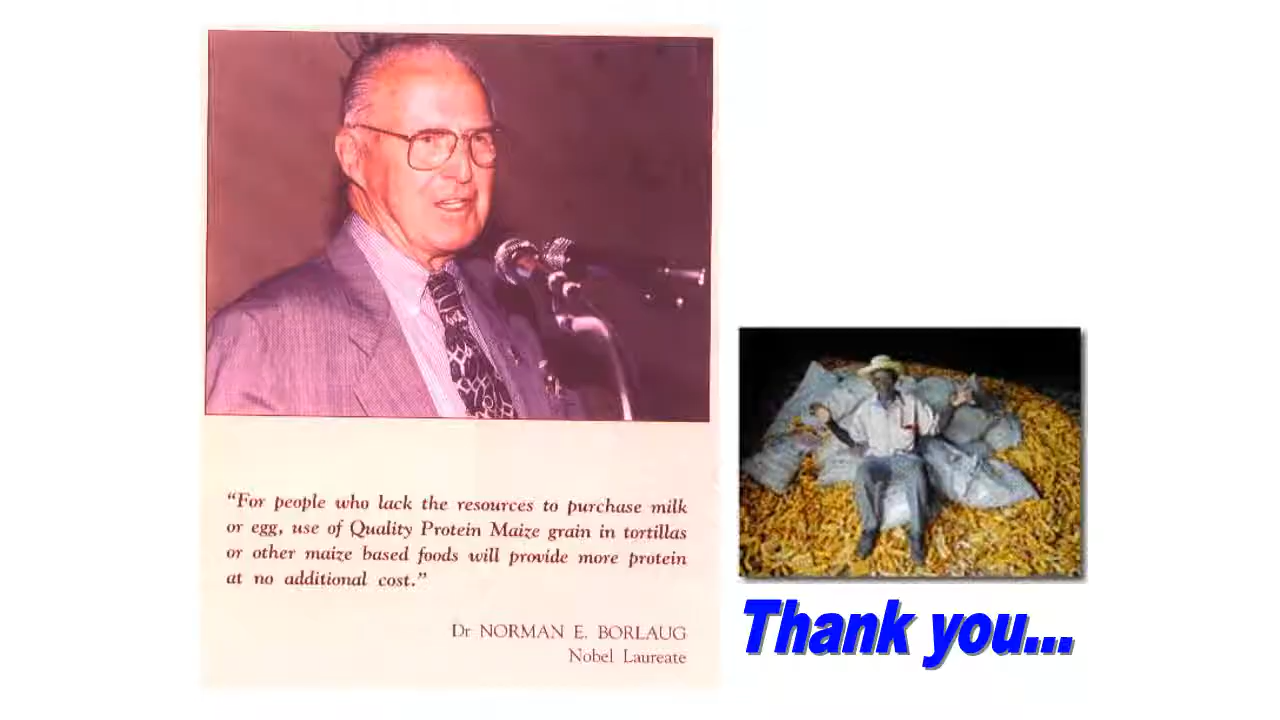 “For people who lack the resources to purchase milk
or egg, use of Quality Protein Maize grain in tortillas
or other maize based foods will provide more protein
at no additional cost.”
Dr NORMAN E. BORLAUG
Nobel Laureate
Thank you...